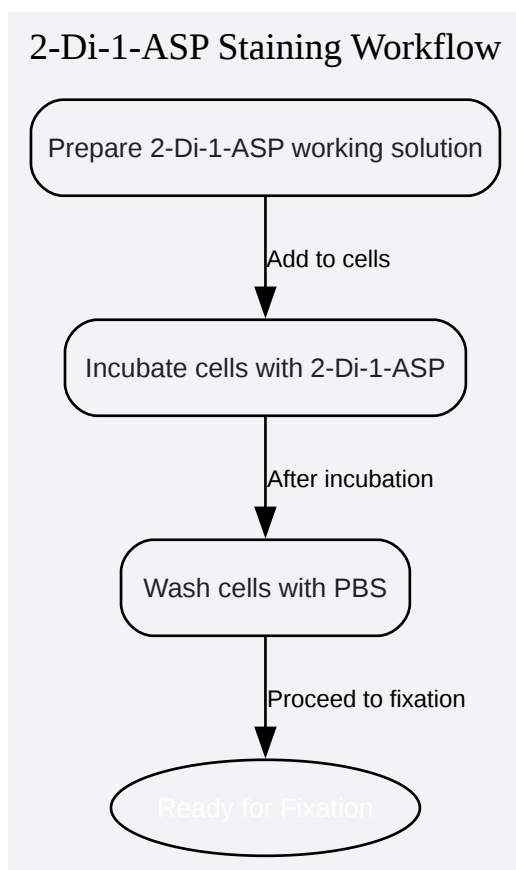 2-Di-1-ASP Staining Workflow
Prepare 2-Di-1-ASP working solution
Add to cells
Incubate cells with 2-Di-1-ASP
After incubation
Wash cells with PBS
Proceed to fixation
Ready for Fixation